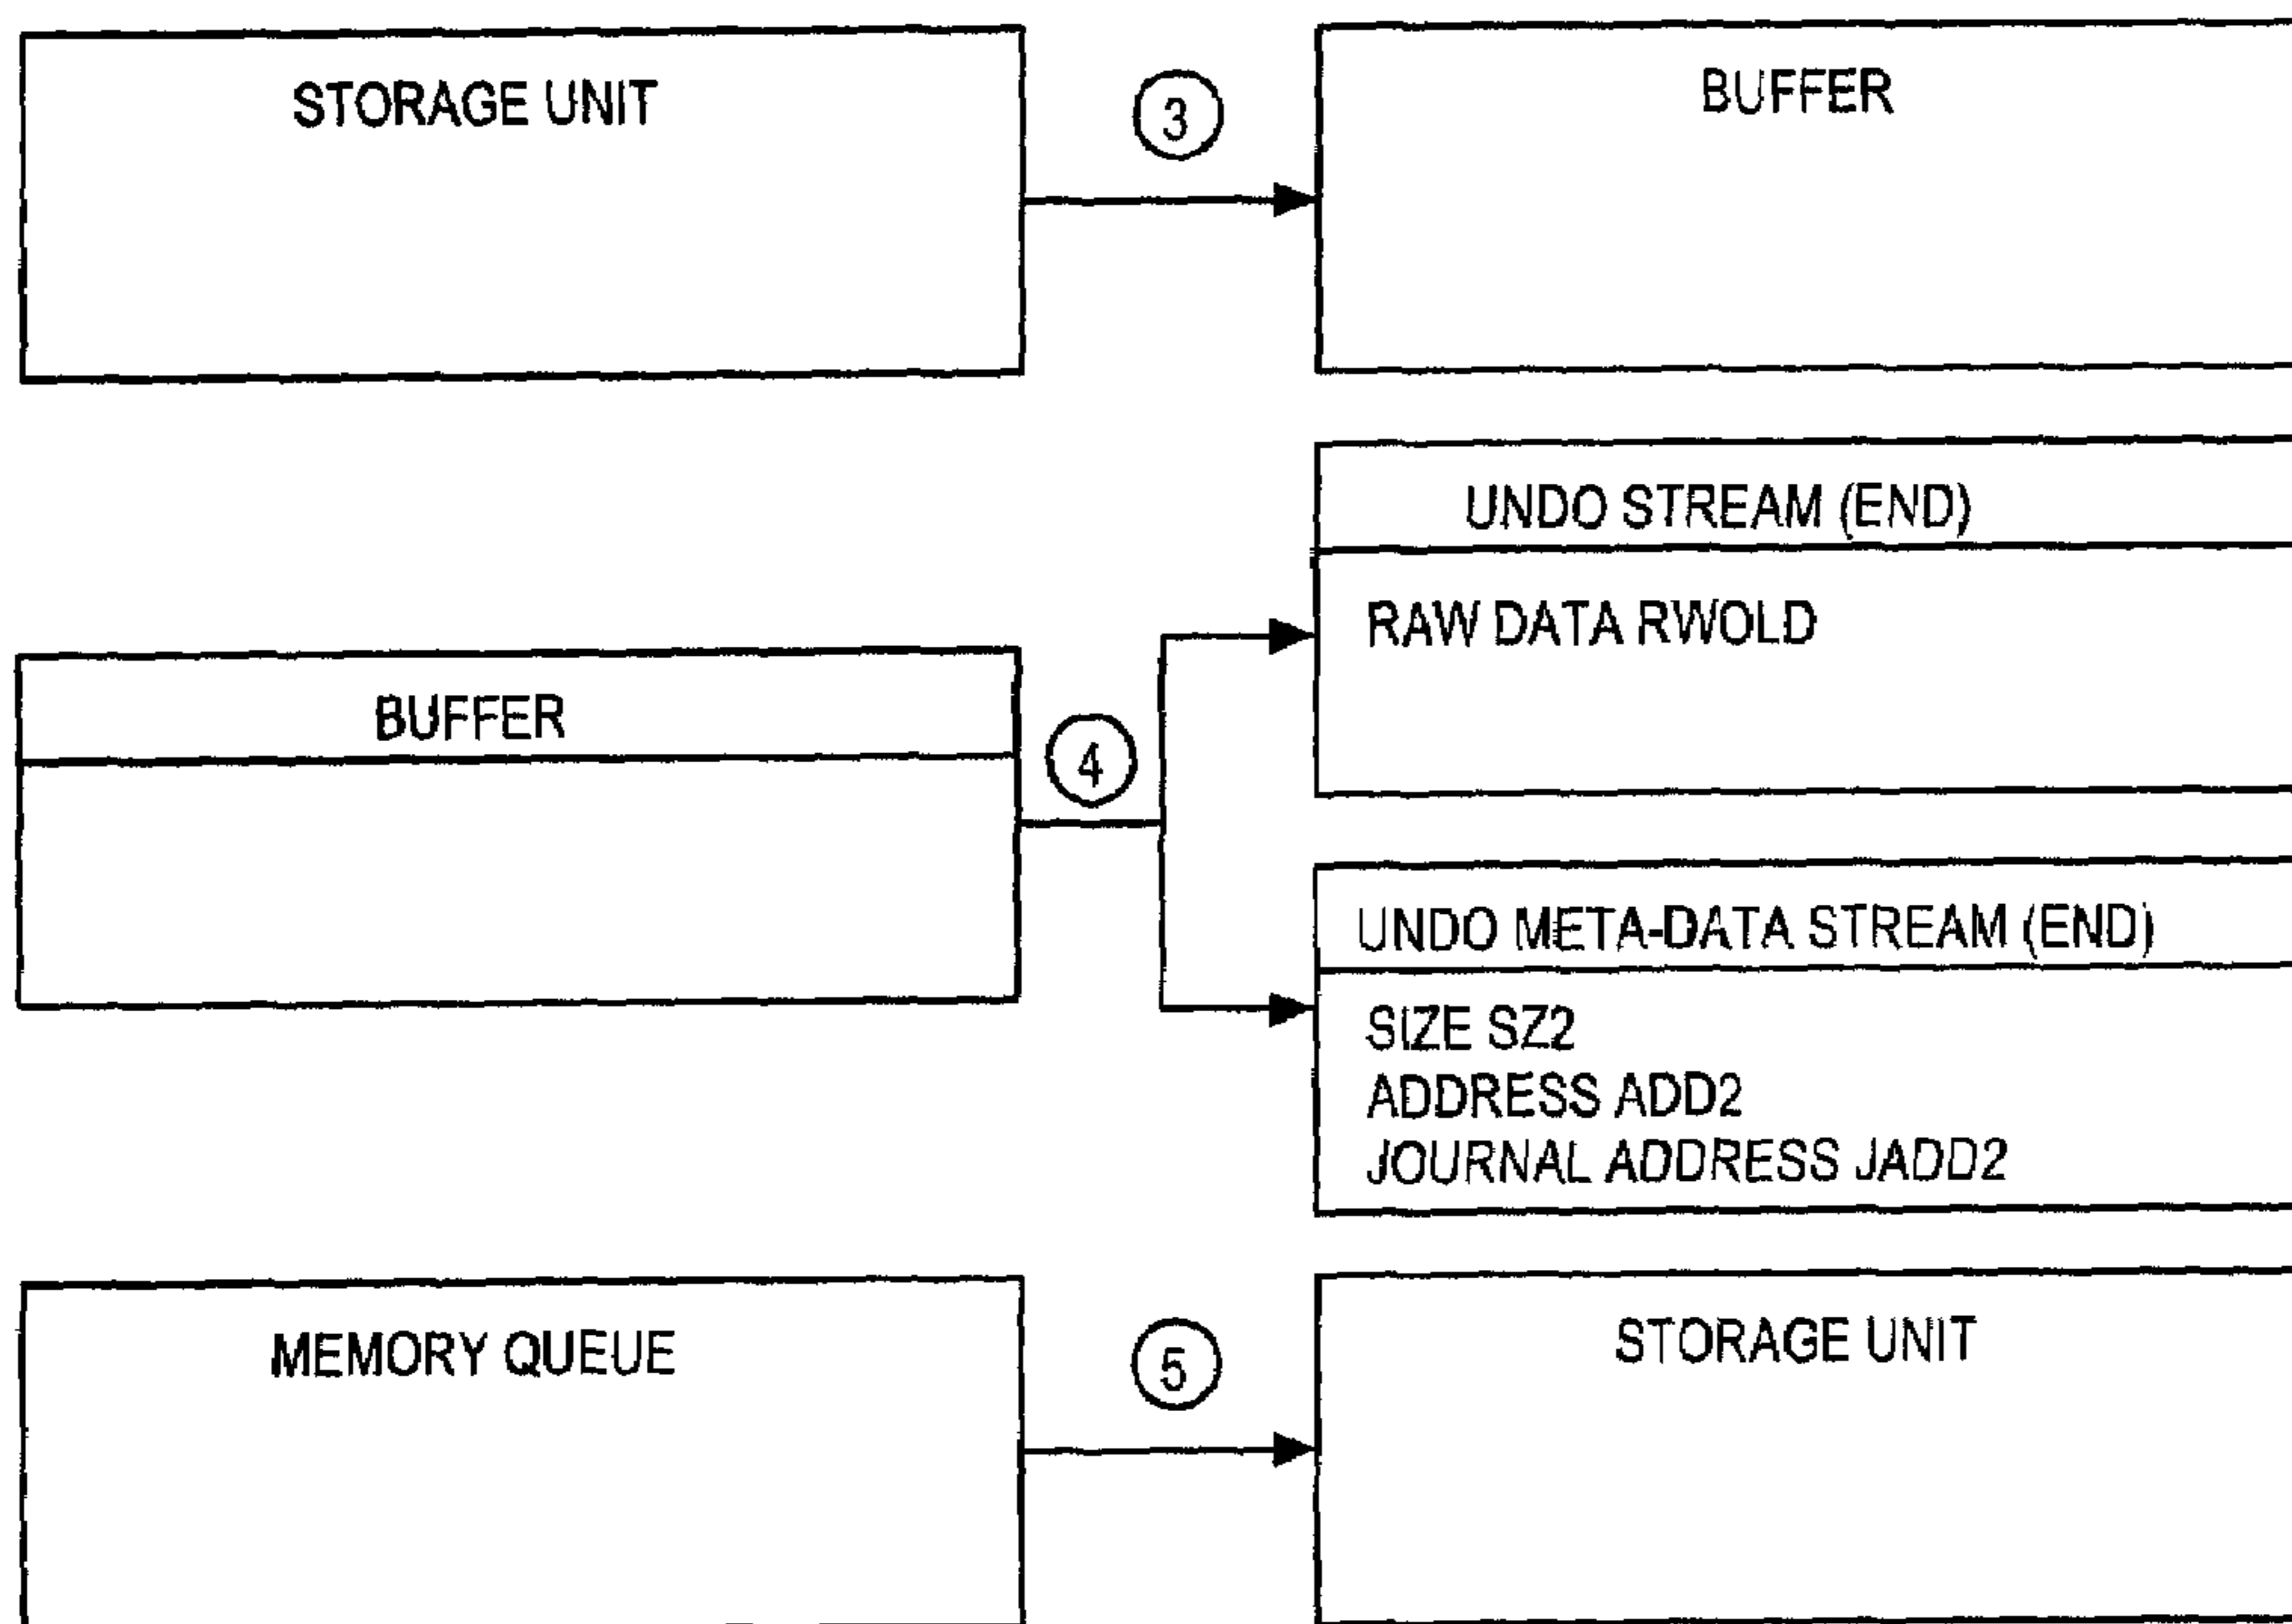 STORAGE UNIT
3
BUFFER
UNDO STREAM (END)
RAW DATA RWOLD
BUFFER
4
UNDO META-DATA STREAM (END)
SIZE SZ2
ADDRESS ADD2
JOURNAL ADDRESS JADD2
MEMORY QUEUE
5
STORAGE UNIT